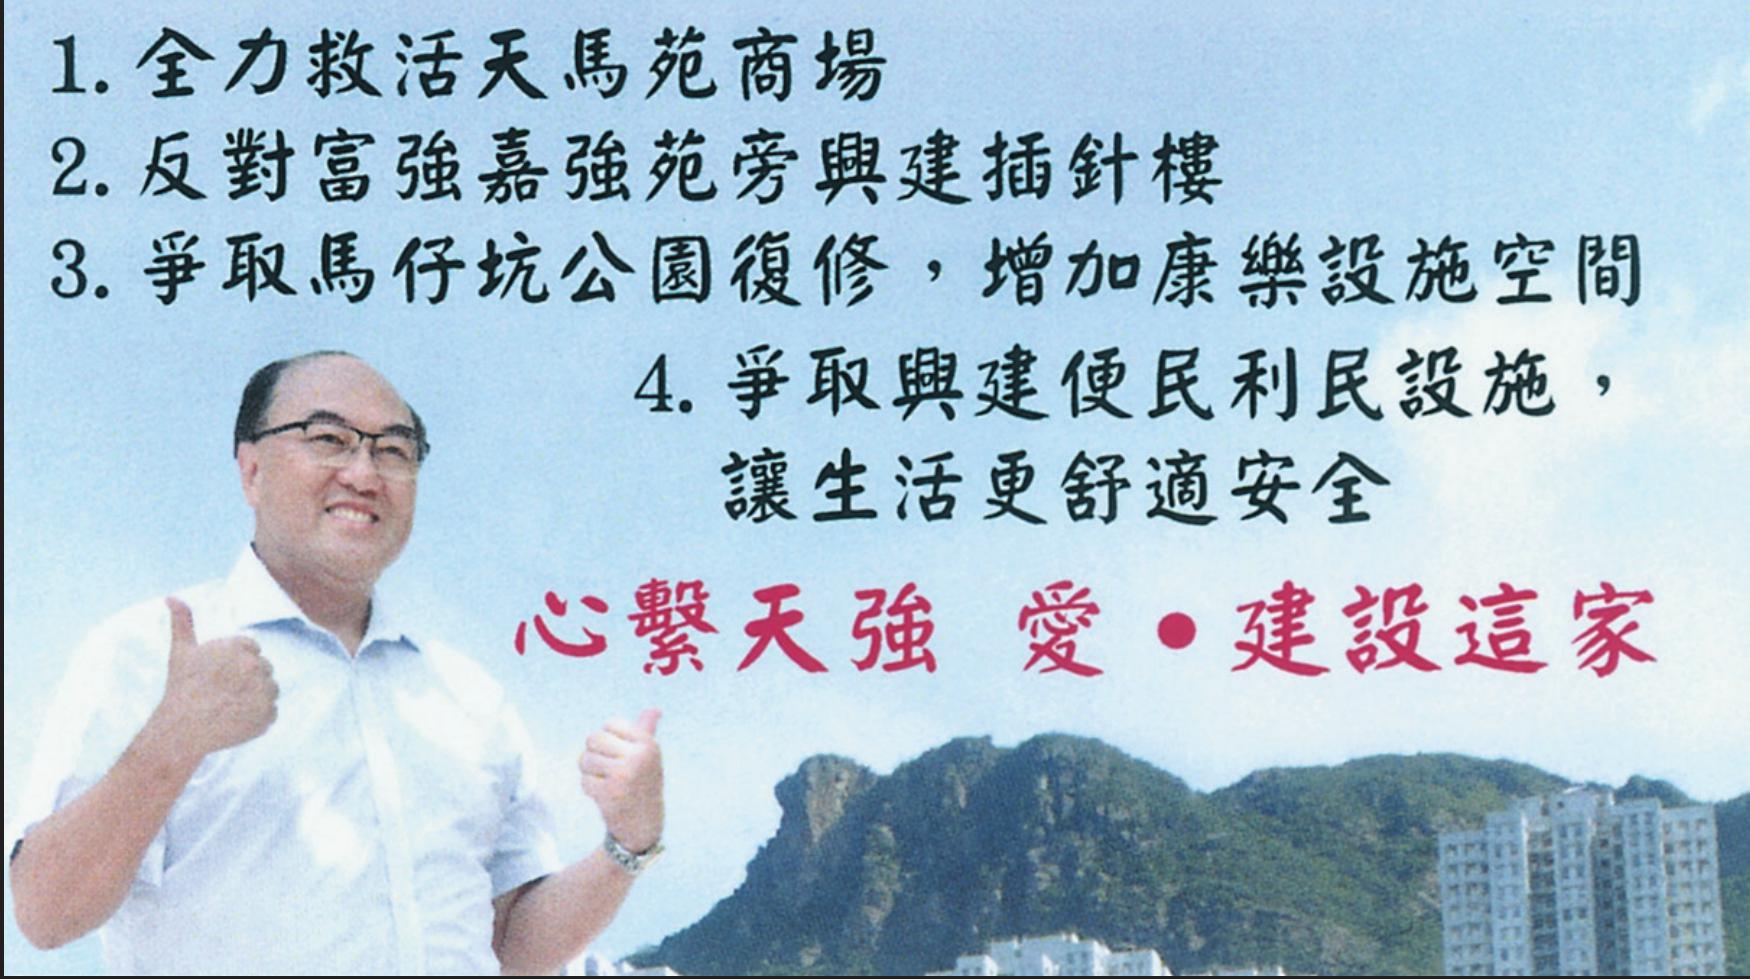 1. 全力救活天馬苑商場
2. 反對富強嘉強苑旁興建插針樓
3. 爭取馬仔坑公園復修，增加康樂設施空間
4. 爭取興建便民利民設施，
讓生活更舒適安全
心繫天強 愛•建設這家